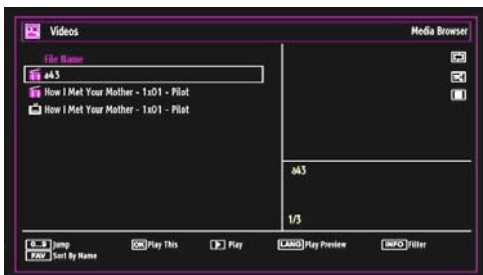 Videos Media Browser
File Name
a43
How I Met Your Mother - 1x01 - Pilot
How I Met Your Mother - 1x01 - Pilot
a43
1/3
0...9 Jump OK Play This Play LANG Play Preview INFO Filter
FAV Sort By Name